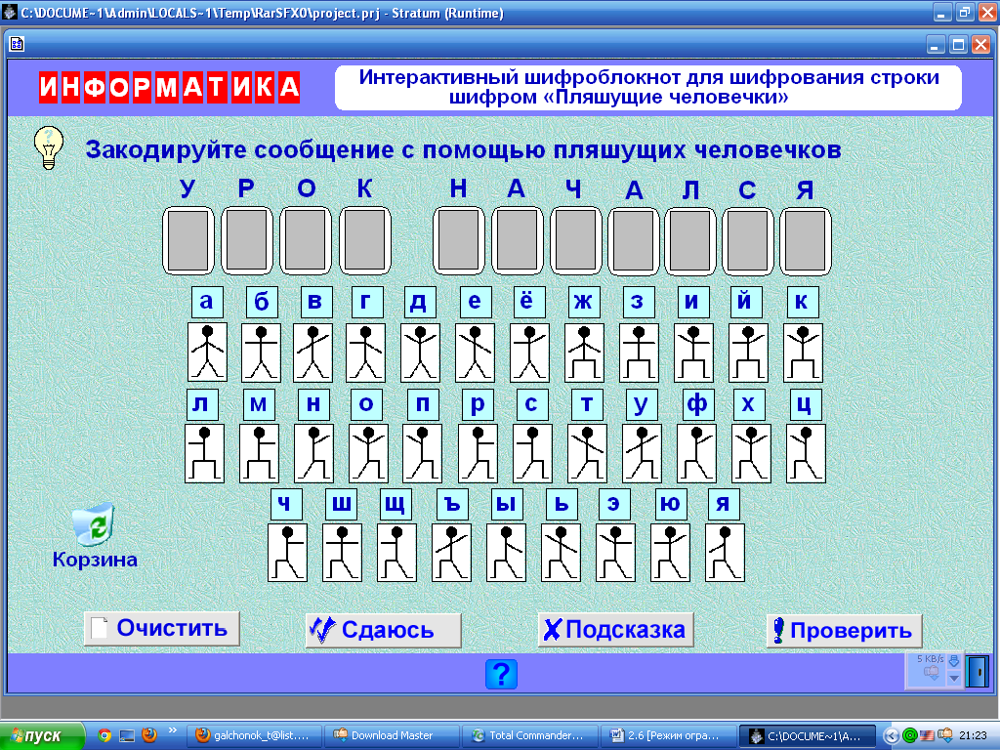 C:\DOCUME~1\Admin\LOCALS~1\Temp\RarSFX0\project.prj - Stratum (Runtime)
ИНФОРМАТИКА
Интерактивный шифроблокнот для шифрования строки
шифром «Пляшущие человечки»
Закодируйте сообщение с помощью пляшущих человечков
У Р О К Н А Ч А Л С Я
а б в г д е ё ж з и й к
л м н о п р с т у ф х ц
ч ш щ ъ ы ь э ю я
Корзина
Очистить Сдаюсь Подсказка Проверить
?
5 KB/s
пуск galchonok_t@list.... Download Master Total Commander... 2.6 [Режим огра... C:\DOCUME~1\A... 21:23